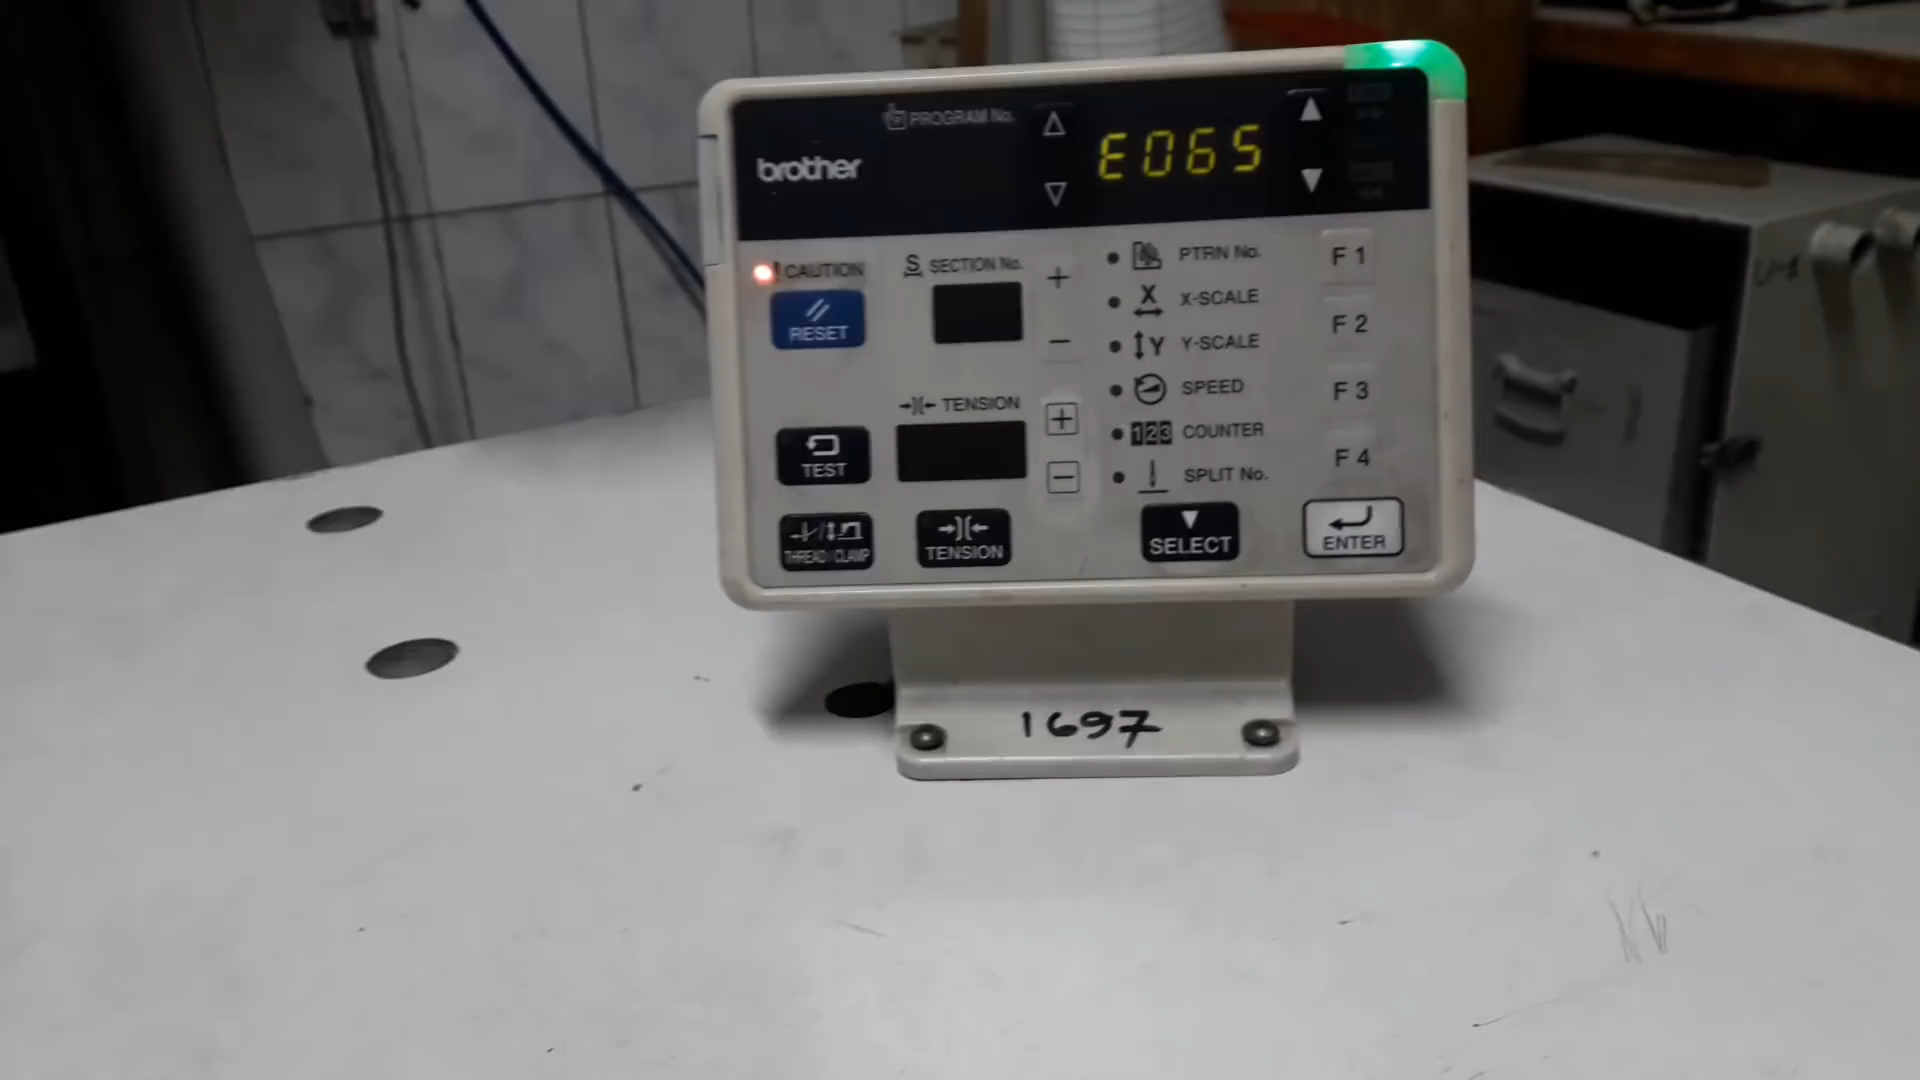 PROGRAM No.
brother
E065
CAUTION
RESET
S SECTION No.
+
−
TENSION
+
−
TEST
THREAD / CLAMP
TENSION
PTRN No.
X X-SCALE
Y Y-SCALE
SPEED
123 COUNTER
SPLIT No.
SELECT
F 1
F 2
F 3
F 4
ENTER
1697